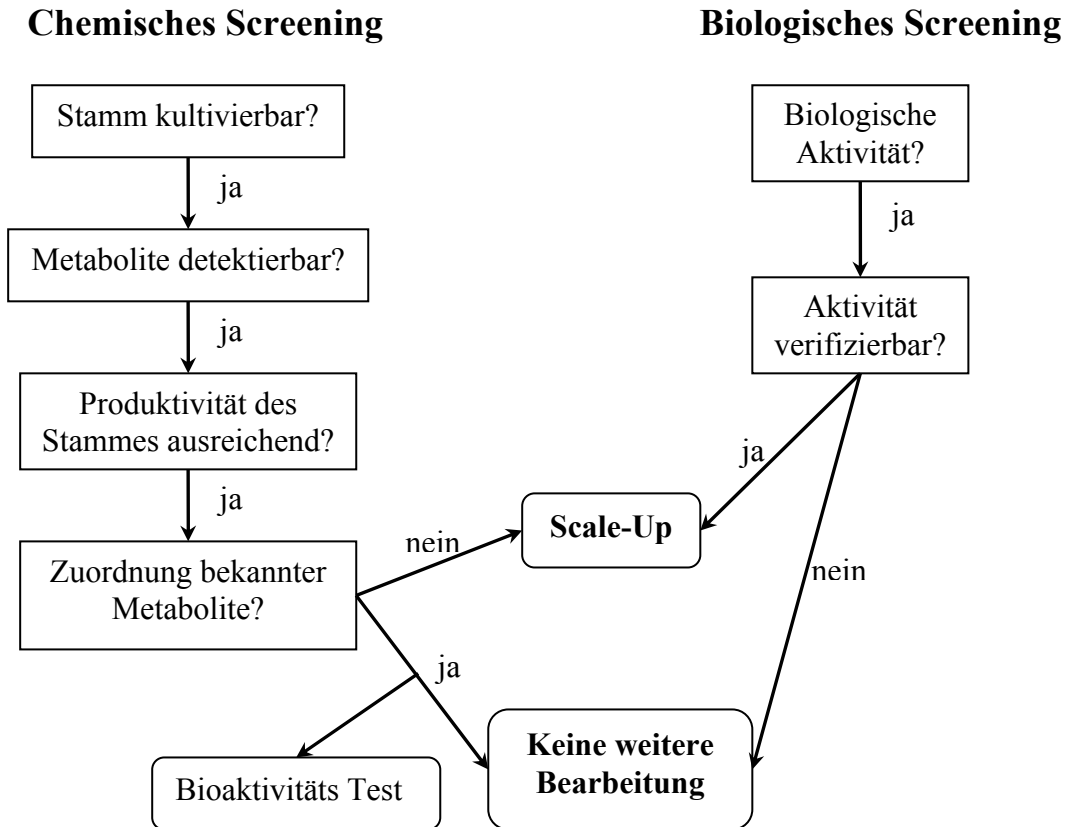 Chemisches Screening
Biologisches Screening
Stamm kultivierbar?
Biologische
Aktivität?
ja
ja
Metabolite detektierbar?
Aktivität
verifizierbar?
ja
Produktivität des
Stammes ausreichend?
ja
ja
Scale-Up
nein
Zuordnung bekannter
Metabolite?
nein
ja
Keine weitere
Bearbeitung
Bioaktivitäts Test